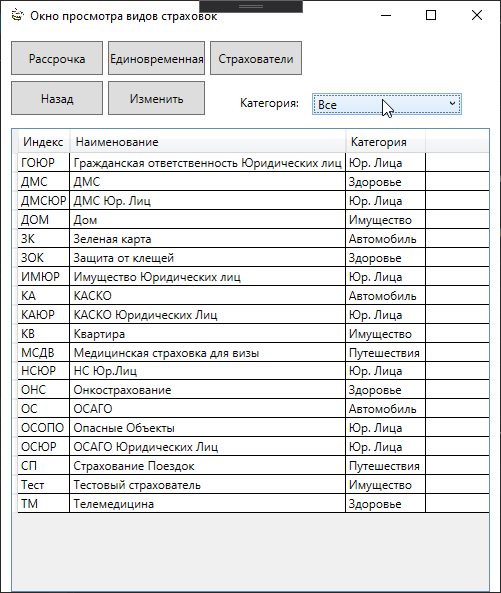 Окно просмотра видов страховок
Рассрочка Единовременная Страхователи
Назад Изменить Категория: Все
Индекс Наименование Категория
ГОЮР Гражданская ответственность Юридических лиц Юр. Лица
ДМС ДМС Здоровье
ДМСЮР ДМС Юр. Лиц Юр. Лица
ДОМ Дом Имущество
ЗК Зеленая карта Автомобиль
ЗОК Защита от клещей Здоровье
ИМЮР Имущество Юридических лиц Юр. Лица
КА КАСКО Автомобиль
КАЮР КАСКО Юридических Лиц Юр. Лица
КВ Квартира Имущество
МСДВ Медицинская страховка для визы Путешествия
НСЮР НС Юр.Лиц Юр. Лица
ОНС Онкострахование Здоровье
ОС ОСАГО Автомобиль
ОСОПО Опасные Объекты Юр. Лица
ОСЮР ОСАГО Юридических Лиц Юр. Лица
СП Страхование Поездок Путешествия
Тест Тестовый страхователь Имущество
ТМ Телемедицина Здоровье